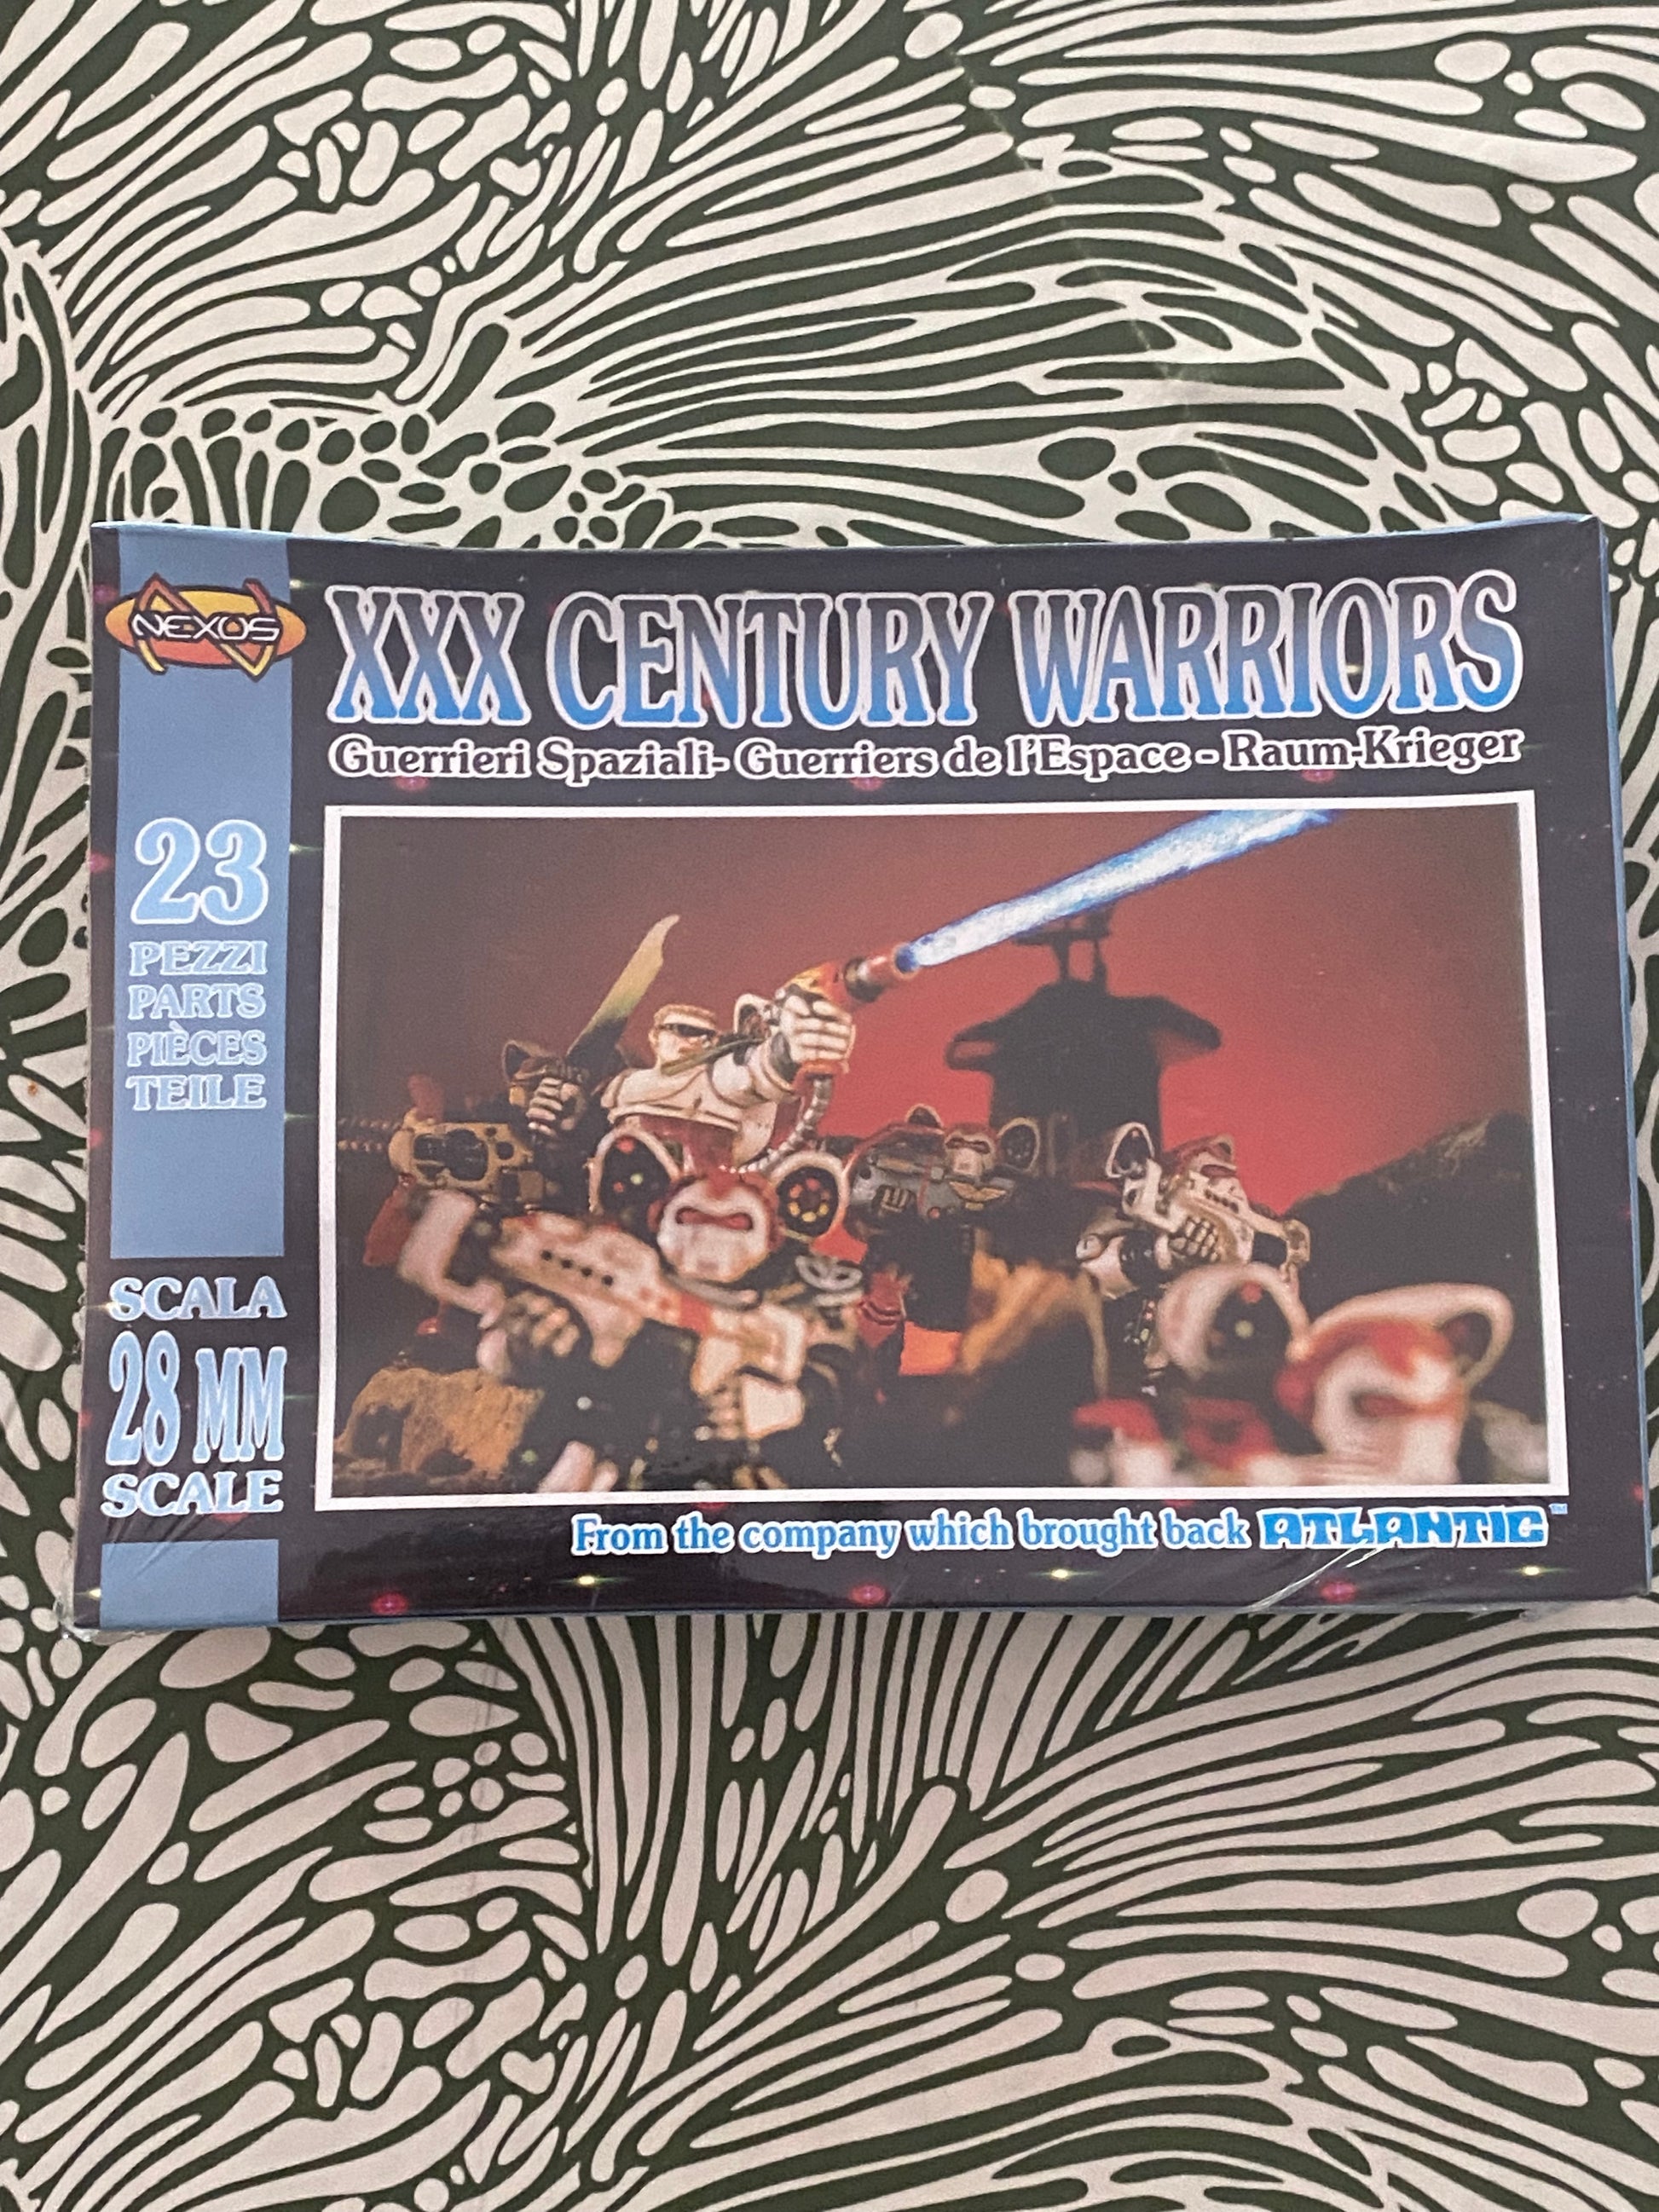 NEXUS
XXX CENTURY WARRIORS
Guerrieri Spaziali- Guerriers de l'Espace - Raum-Krieger
23
PEZZI
PARTS
PIÈCES
TEILE
SCALA
28 MM
SCALE
From the company which brought back ATLANTIC™